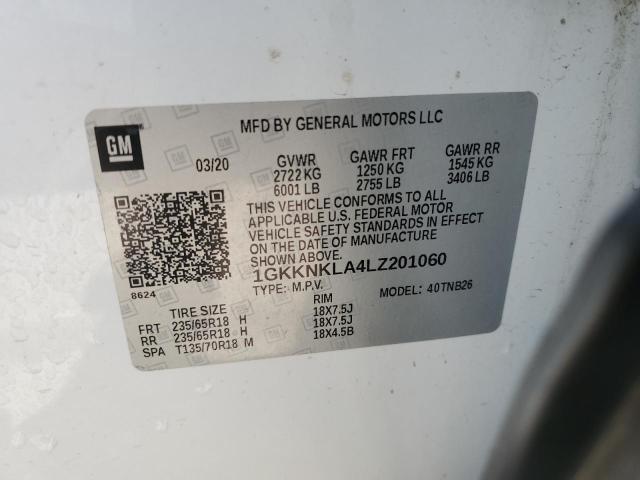 GM
MFD BY GENERAL MOTORS LLC
03/20 GVWR GAWR FRT GAWR RR
2722 KG 1250 KG 1545 KG
6001 LB 2755 LB 3406 LB
THIS VEHICLE CONFORMS TO ALL
APPLICABLE U.S. FEDERAL MOTOR
VEHICLE SAFETY STANDARDS IN EFFECT
ON THE DATE OF MANUFACTURE
SHOWN ABOVE.
1GKKNKLA4LZ201060
8624
TYPE: M.P.V. MODEL: 40TNB26
TIRE SIZE RIM
FRT 235/65R18 H 18X7.5J
RR 235/65R18 H 18X7.5J
SPA T135/70R18 M 18X4.5B